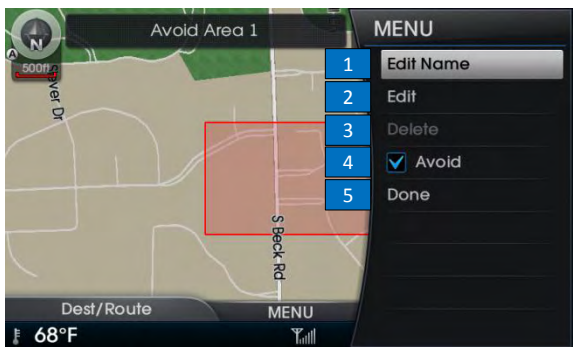 Avoid Area 1
MENU
N
A
500ft
1 Edit Name
2 Edit
3 Delete
4 Avoid
5 Done
ver Dr
S Beck Rd
Dest/Route
MENU
68°F